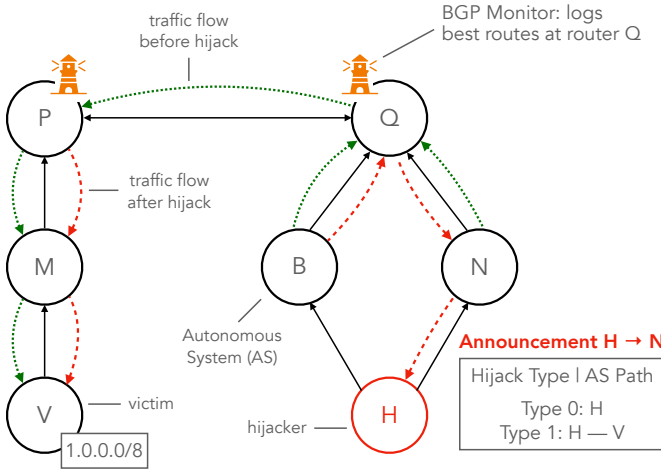 traffic flow
before hijack
BGP Monitor: logs
best routes at router Q
P
Q
traffic flow
after hijack
M
B
N
Autonomous
System (AS)
Announcement H → N
Hijack Type | AS Path
Type 0: H
Type 1: H — V
V
victim
1.0.0.0/8
hijacker
H